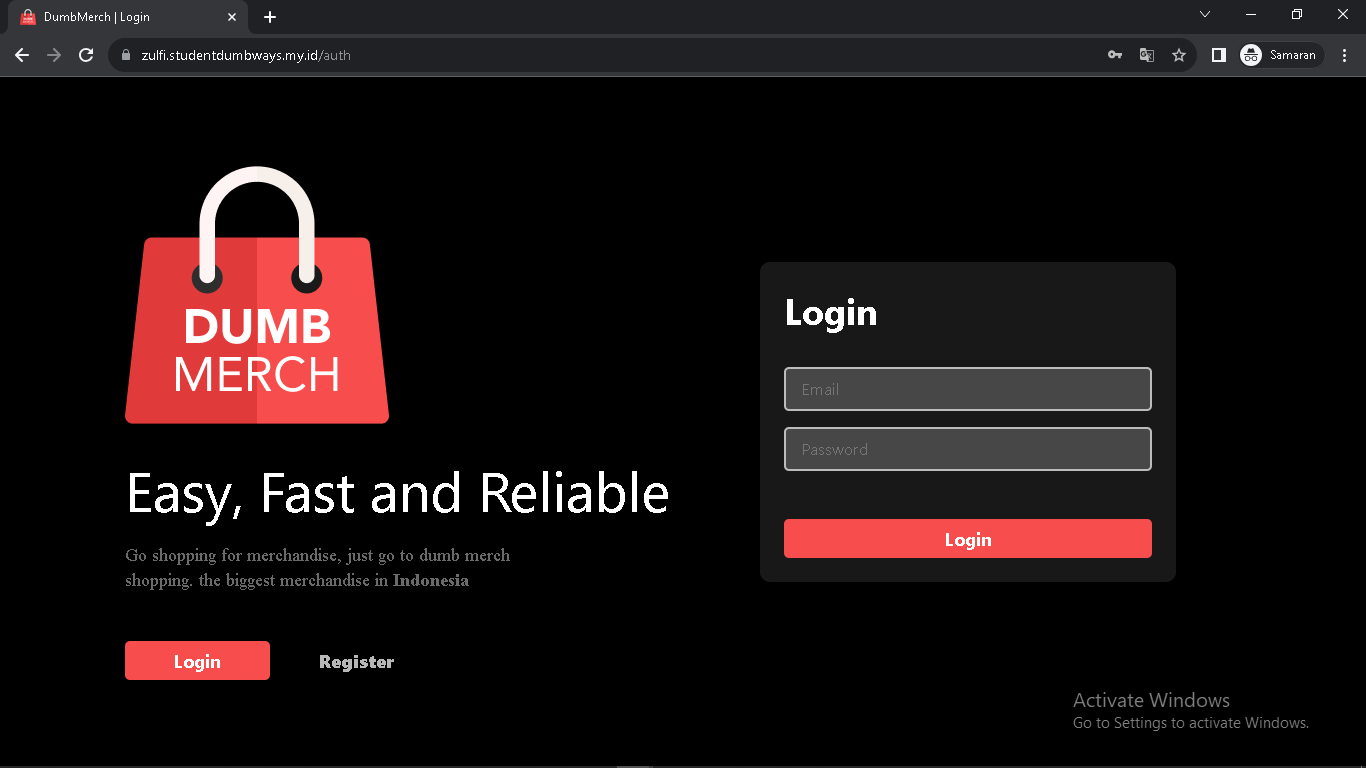 DumbMerch | Login
zulfi.studentdumbways.my.id/auth
Samaran
DUMB
MERCH
Easy, Fast and Reliable
Go shopping for merchandise, just go to dumb merch
shopping. the biggest merchandise in Indonesia
Login
Register
Login
Email
Password
Login
Activate Windows
Go to Settings to activate Windows.